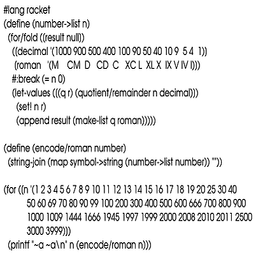 #lang racket
(define (number->list n)
(for/fold ((result null))
((decimal '(1000 900 500 400 100 90 50 40 10 9 5 4 1))
(roman '(M CM D CD C XC L XL X IX V IV I)))
#:break (= n 0)
(let-values (((q r) (quotient/remainder n decimal)))
(set! n r)
(append result (make-list q roman)))))
(define (encode/roman number)
(string-join (map symbol->string (number->list number)) ""))
(for ((n '(1 2 3 4 5 6 7 8 9 10 11 12 13 14 15 16 17 18 19 20 25 30 40
50 60 69 70 80 90 99 100 200 300 400 500 600 666 700 800 900
1000 1009 1444 1666 1945 1997 1999 2000 2008 2010 2011 2500
3000 3999)))
(printf "~a ~a\n" n (encode/roman n)))